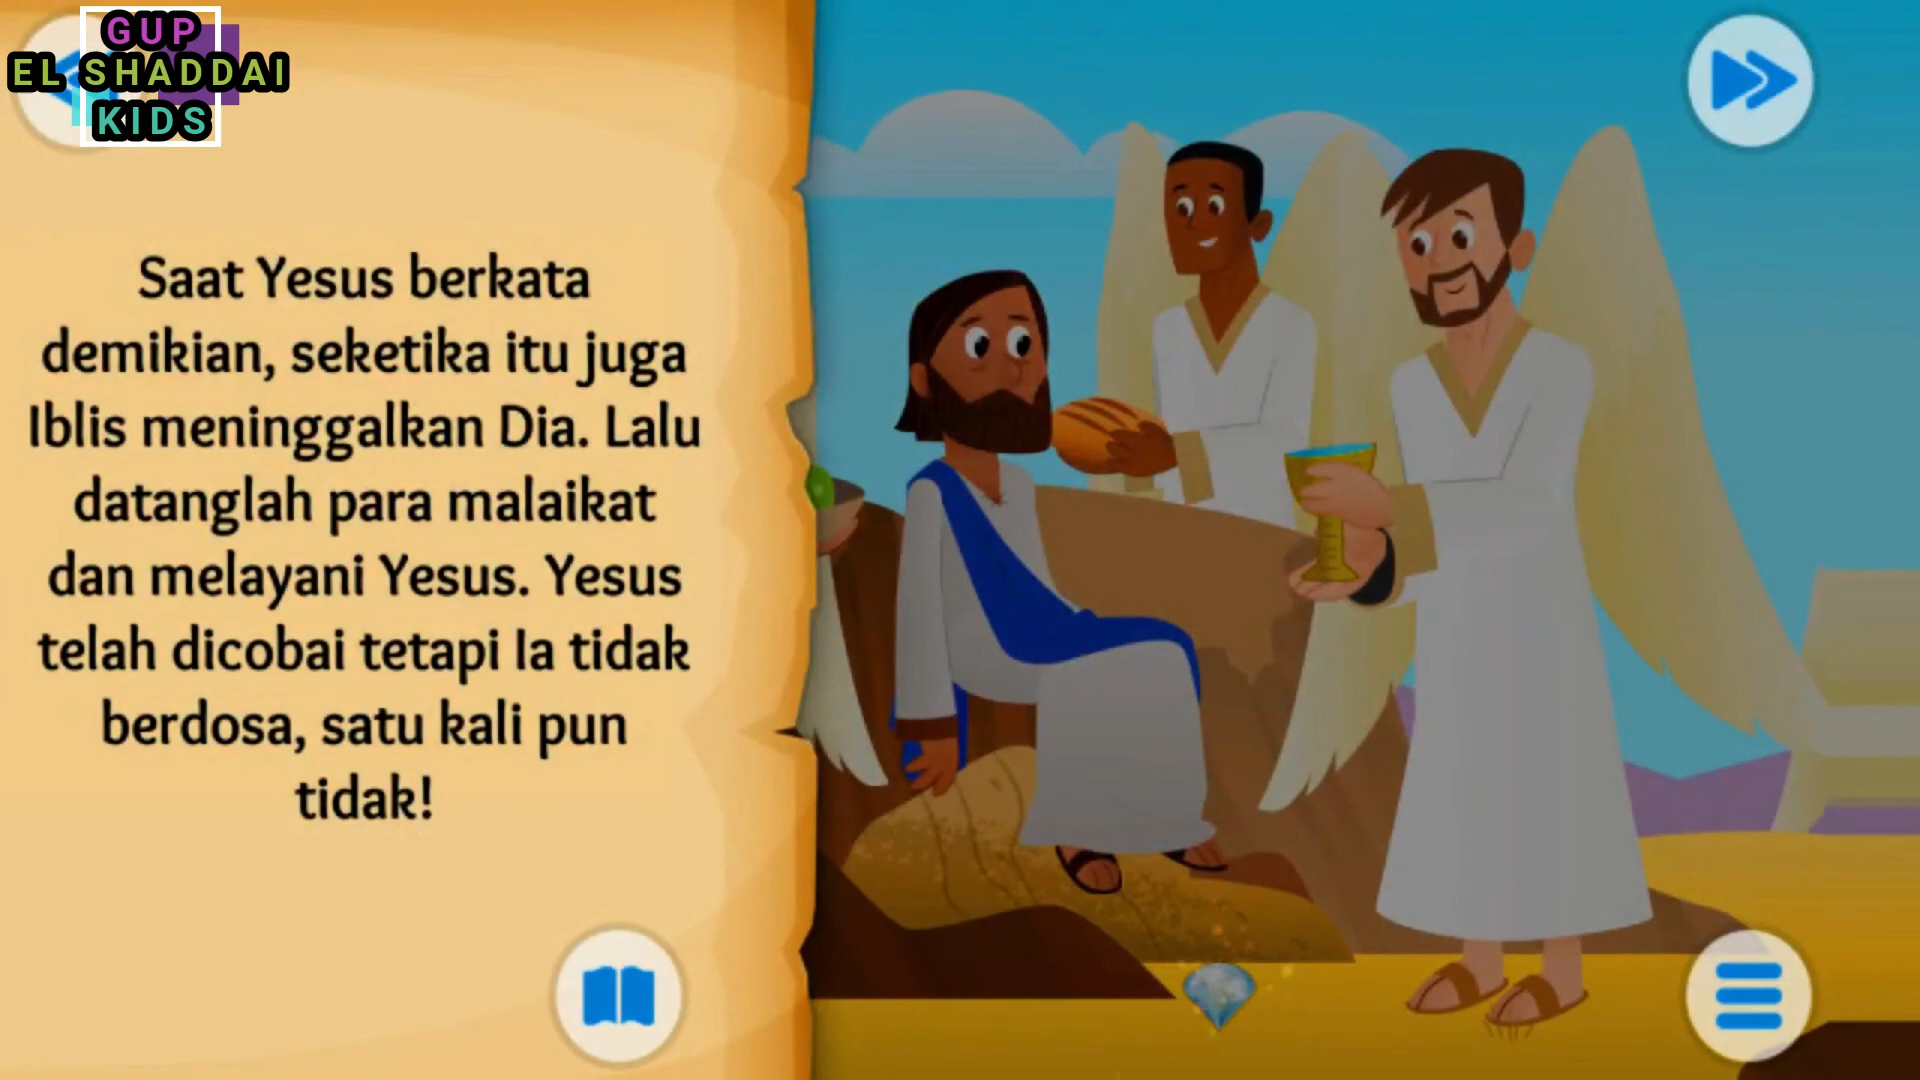 GUP
EL SHADDAI
KIDS
Saat Yesus berkata
demikian, seketika itu juga
Iblis meninggalkan Dia. Lalu
datanglah para malaikat
dan melayani Yesus. Yesus
telah dicobai tetapi Ia tidak
berdosa, satu kali pun
tidak!